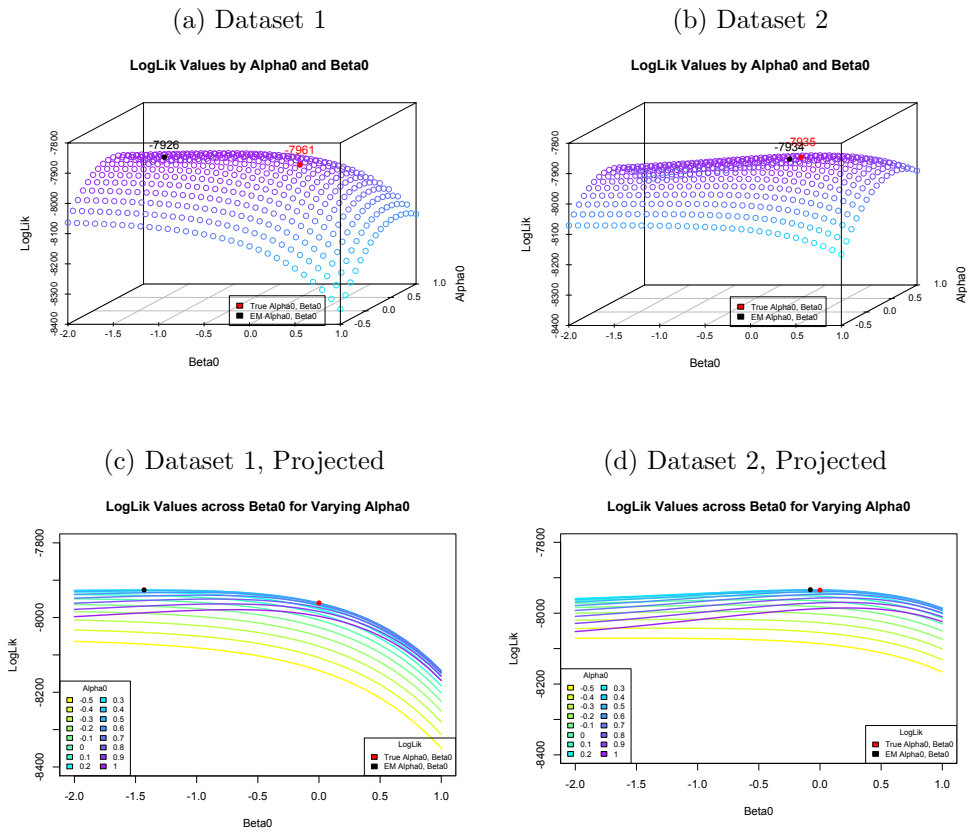 (a) Dataset 1
LogLik Values by Alpha0 and Beta0
-7926
-7961
LogLik
-7800
-7900
-8000
-8100
-8200
-8300
-8400
-2.0 -1.5 -1.0 -0.5 0.0 0.5 1.0
Beta0
-0.5
0.0
0.5
1.0
Alpha0
True Alpha0, Beta0
EM Alpha0, Beta0
(b) Dataset 2
LogLik Values by Alpha0 and Beta0
-7935
-7934
LogLik
-7800
-7900
-8000
-8100
-8200
-8300
-8400
-2.0 -1.5 -1.0 -0.5 0.0 0.5 1.0
Beta0
-0.5
0.0
0.5
1.0
Alpha0
True Alpha0, Beta0
EM Alpha0, Beta0
(c) Dataset 1, Projected
LogLik Values across Beta0 for Varying Alpha0
LogLik
-7800
-8000
-8200
-8400
-2.0 -1.5 -1.0 -0.5 0.0 0.5 1.0
Beta0
Alpha0
-0.5 0.3
-0.4 0.4
-0.3 0.5
-0.2 0.6
-0.1 0.7
0 0.8
0.1 0.9
0.2 1
LogLik
True Alpha0, Beta0
EM Alpha0, Beta0
(d) Dataset 2, Projected
LogLik Values across Beta0 for Varying Alpha0
LogLik
-7800
-8000
-8200
-8400
-2.0 -1.5 -1.0 -0.5 0.0 0.5 1.0
Beta0
Alpha0
-0.5 0.3
-0.4 0.4
-0.3 0.5
-0.2 0.6
-0.1 0.7
0 0.8
0.1 0.9
0.2 1
LogLik
True Alpha0, Beta0
EM Alpha0, Beta0